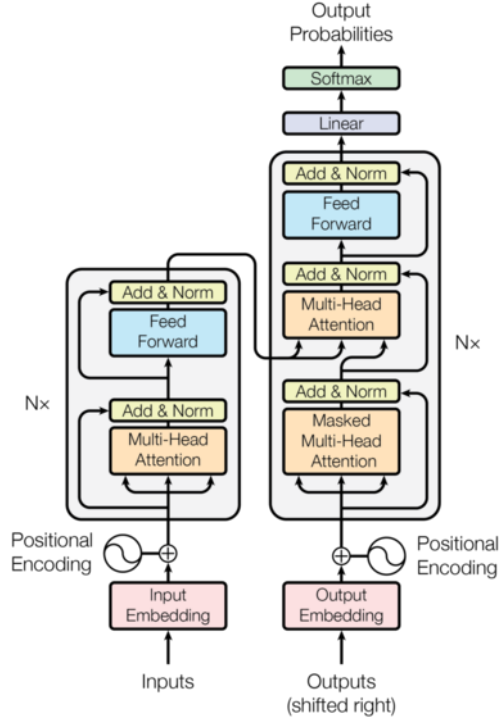 Output
Probabilities
Softmax
Linear
Add & Norm
Feed
Forward
Add & Norm
Multi-Head
Attention
Add & Norm
Masked
Multi-Head
Attention
N×
Add & Norm
Feed
Forward
Add & Norm
Multi-Head
Attention
N×
Positional
Encoding
Positional
Encoding
Input
Embedding
Output
Embedding
Inputs
Outputs
(shifted right)